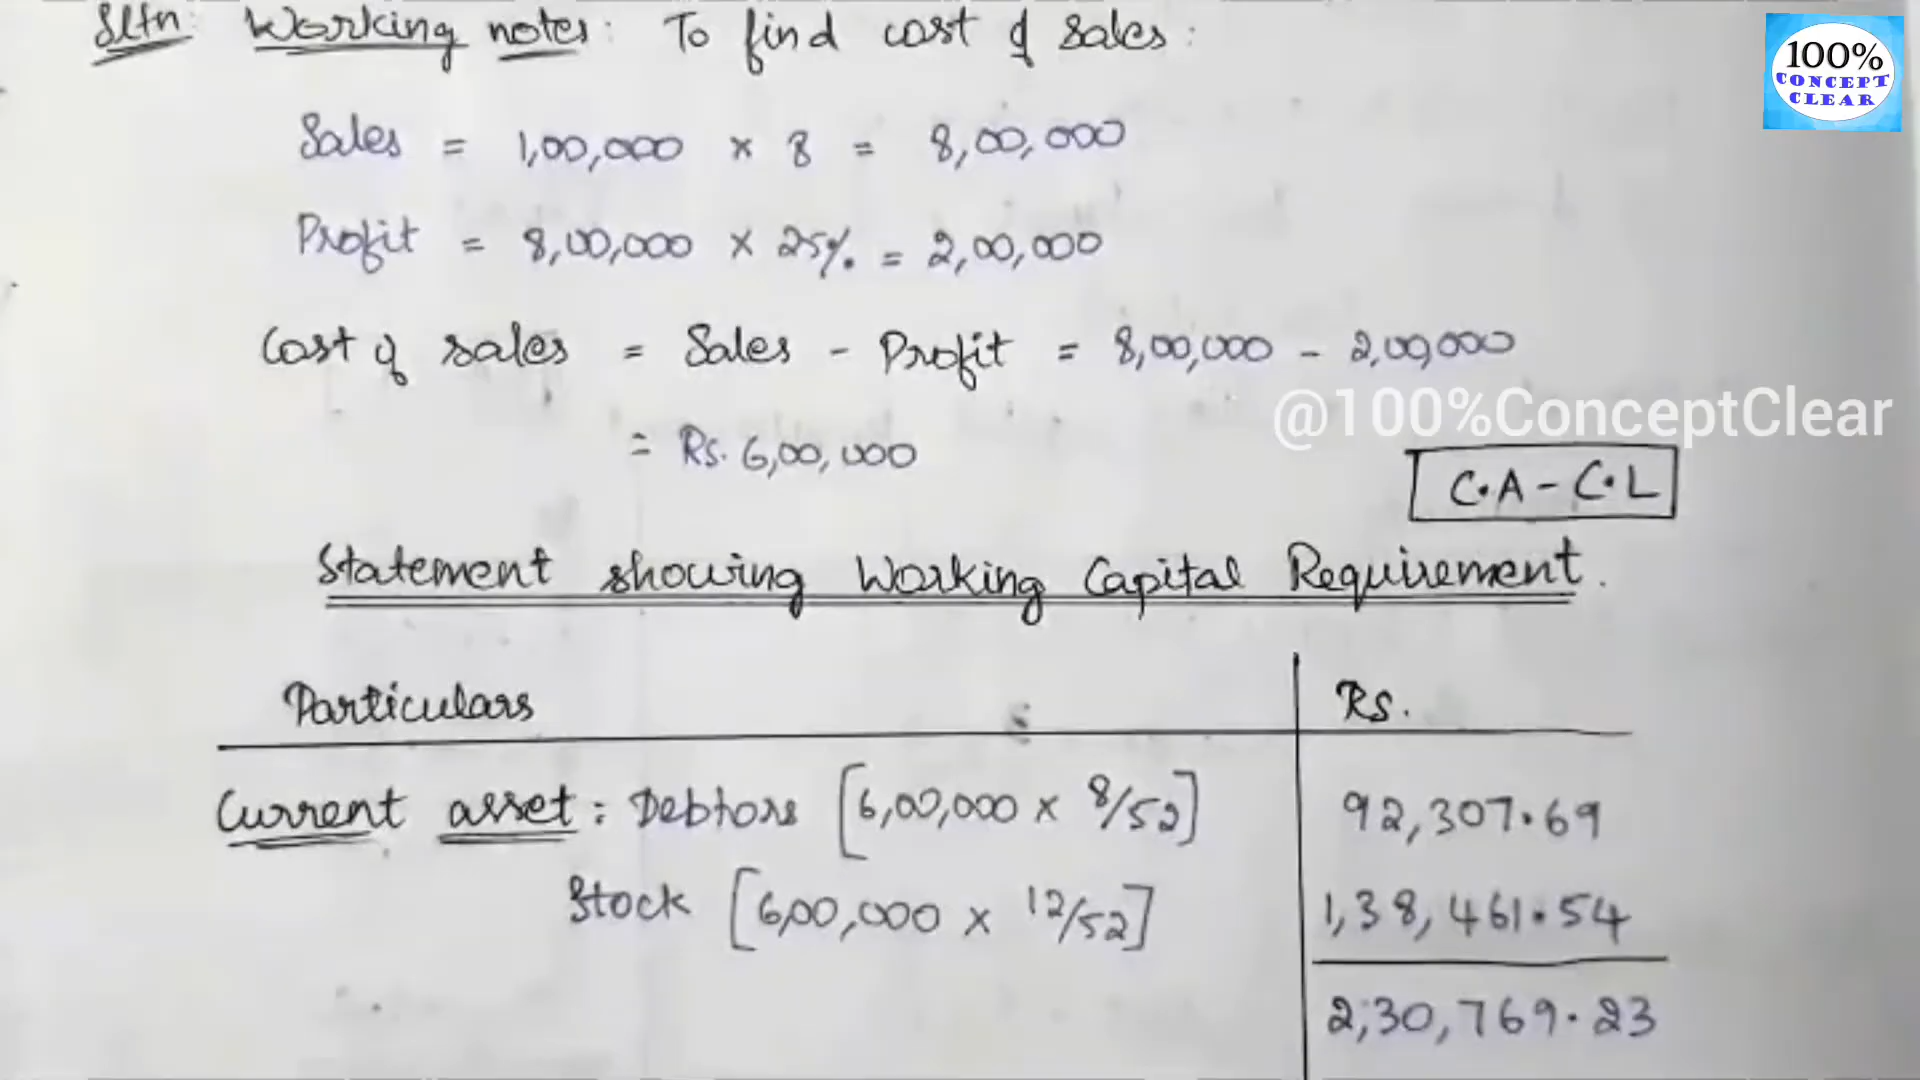 Sltn: Working notes: To find cost of sales:
100%
CONCEPT
CLEAR
Sales = 1,00,000 × 8 = 8,00,000
Profit = 8,00,000 × 25% = 2,00,000
Cost of sales = Sales - Profit = 8,00,000 - 2,00,000
@100%ConceptClear
= Rs. 6,00,000
C.A - C.L
Statement showing Working Capital Requirement.
Particulars Rs.
Current asset: Debtors [6,00,000 × 8/52] 92,307.69
Stock [6,00,000 × 12/52] 1,38,461.54
2,30,769.23